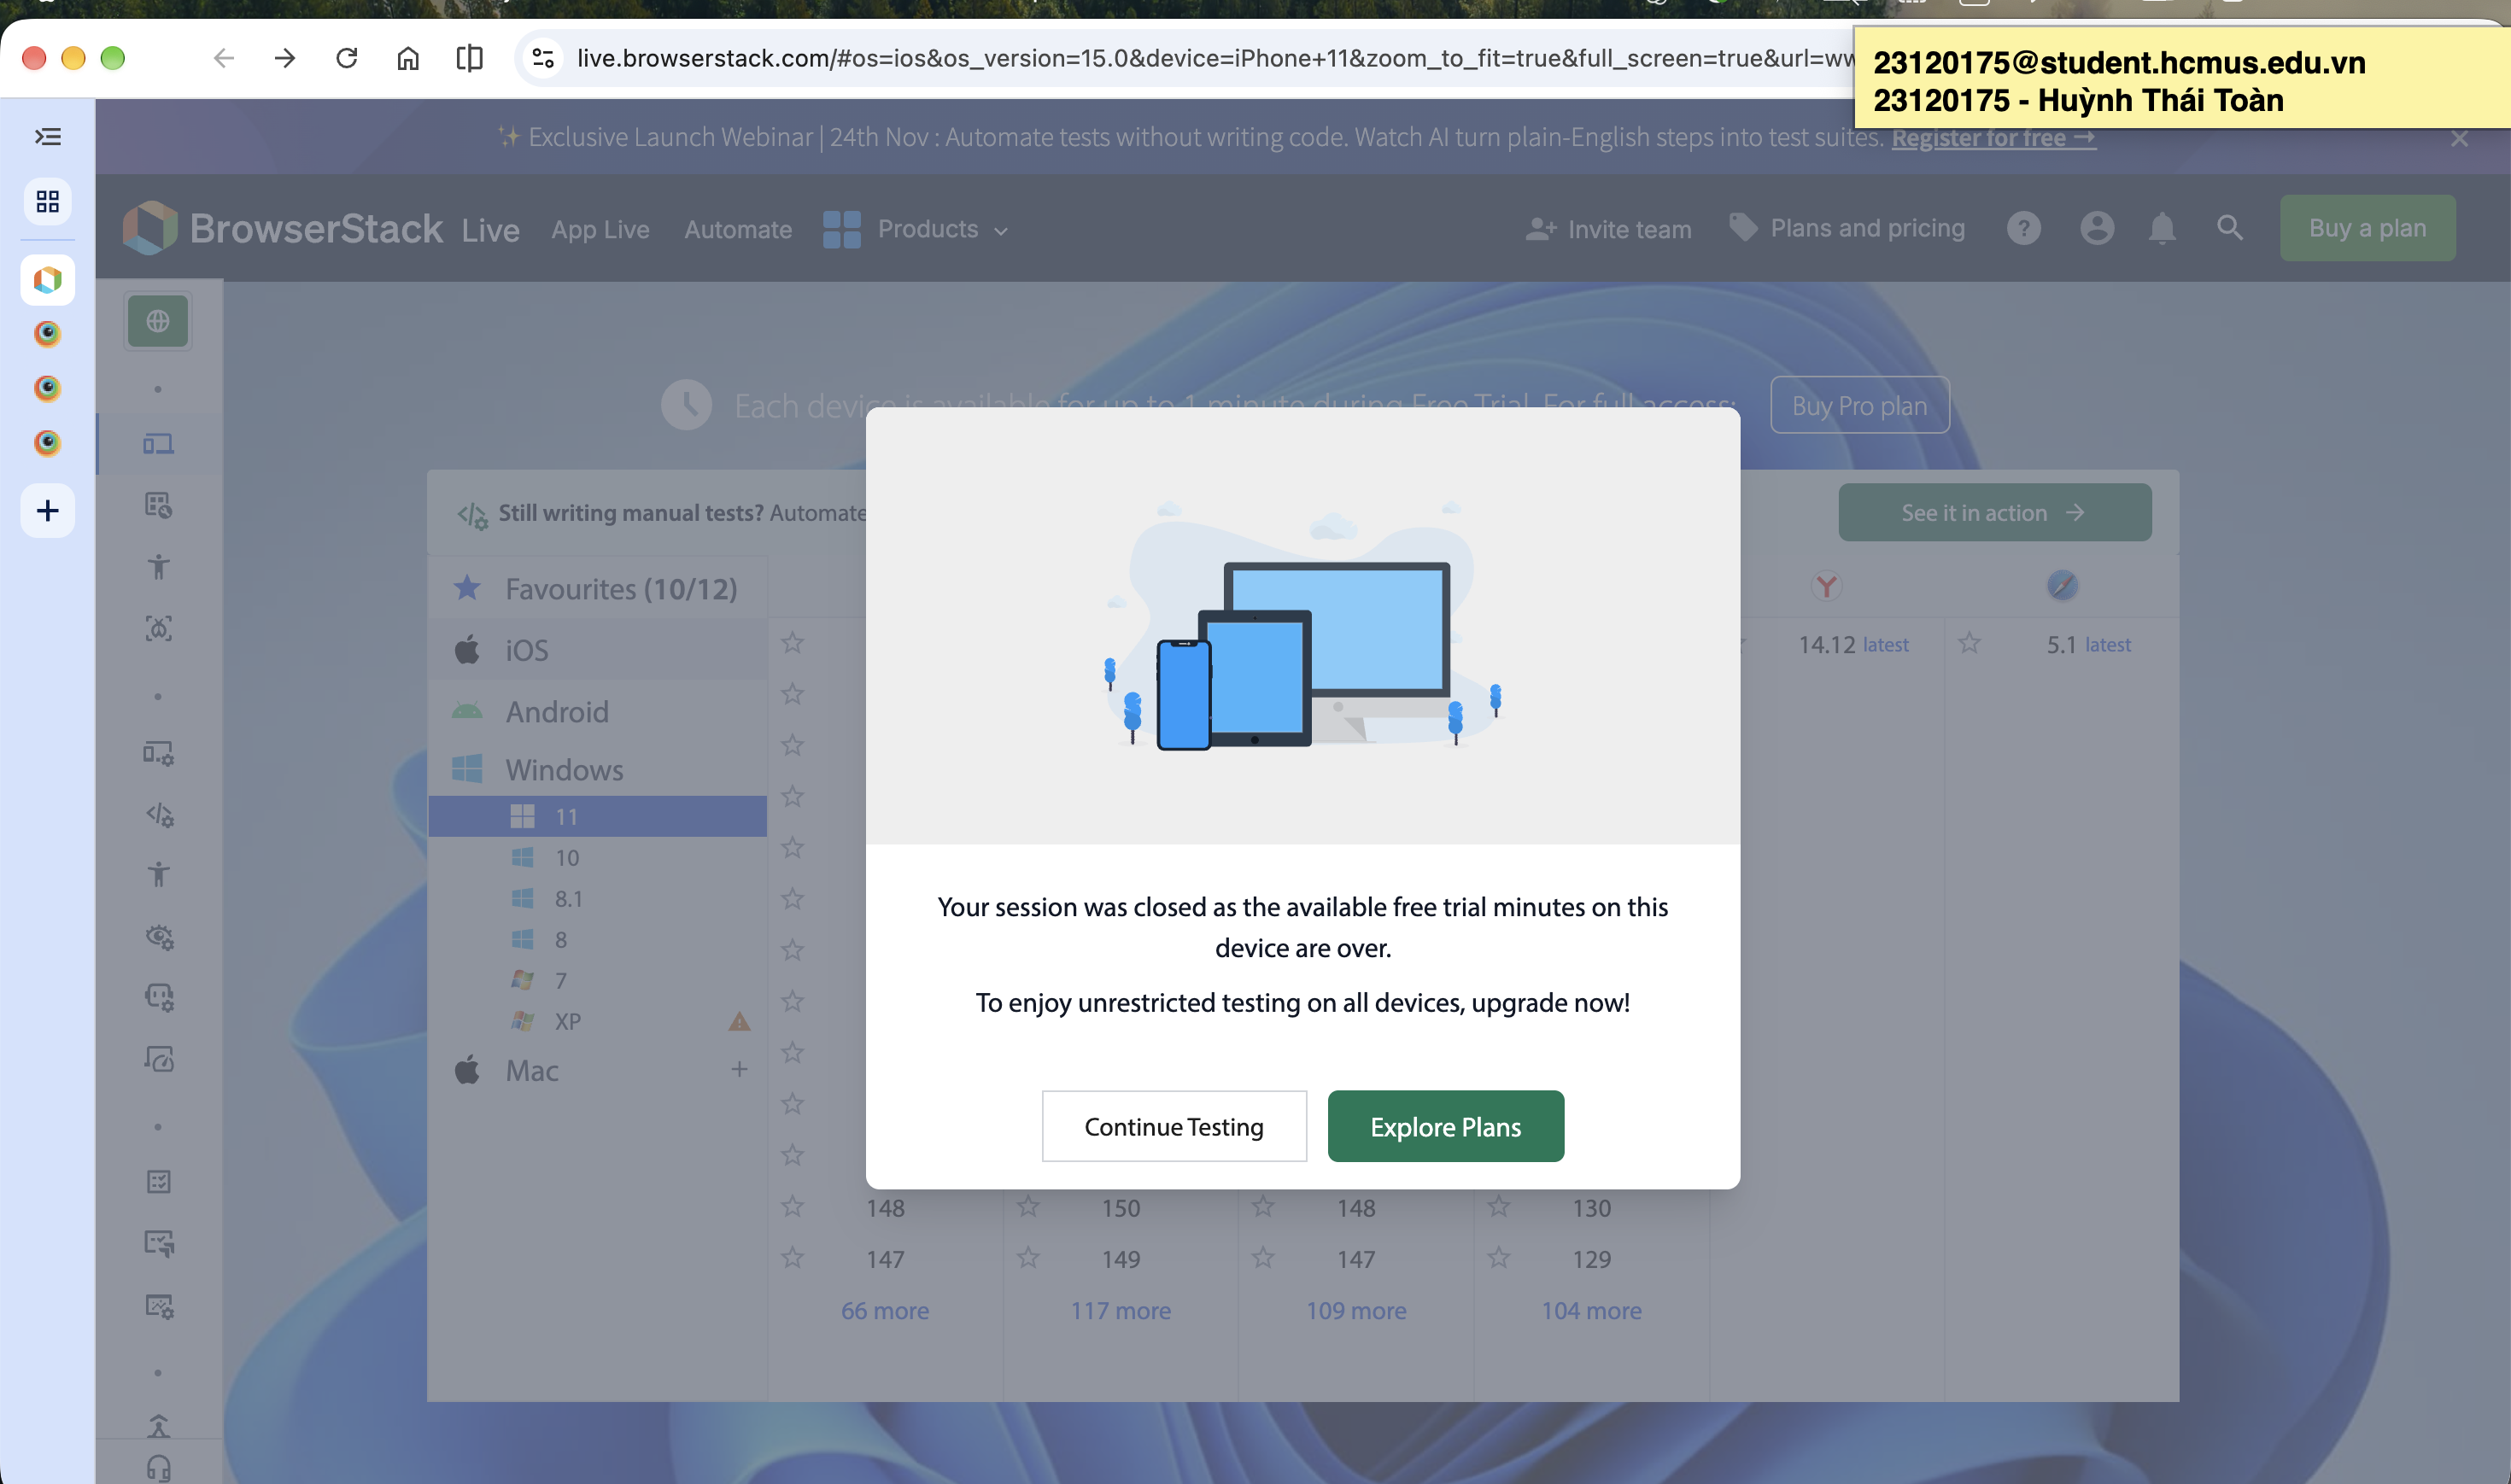 live.browserstack.com/#os=ios&os_version=15.0&device=iPhone+11&zoom_to_fit=true&full_screen=true&url=
23120175@student.hcmus.edu.vn
23120175 - Huỳnh Thái Toàn
✨ Exclusive Launch Webinar | 24th Nov : Automate tests without writing code. Watch AI turn plain-English steps into test suites. Register for free →
BrowserStack Live App Live Automate Products Invite team Plans and pricing ? Buy a plan
Each device is available for up to 1 minute during Free Trial. For full access: Buy Pro plan
Still writing manual tests? Automate See it in action →
Favourites (10/12)
iOS
14.12 latest 5.1 latest
Android
Windows
11
10
8.1
8
7
XP
Mac +
Your session was closed as the available free trial minutes on this
device are over.
To enjoy unrestricted testing on all devices, upgrade now!
Continue Testing Explore Plans
148 150 148 130
147 149 147 129
66 more 117 more 109 more 104 more